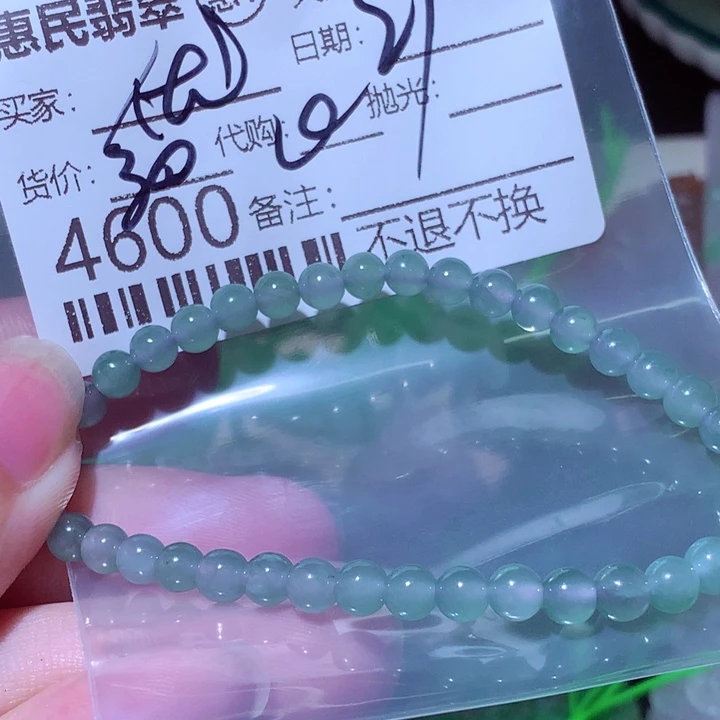 惠民翡翠
日期：
买家：
代购： 抛光：
货价： 30
4600 备注：
不退不换